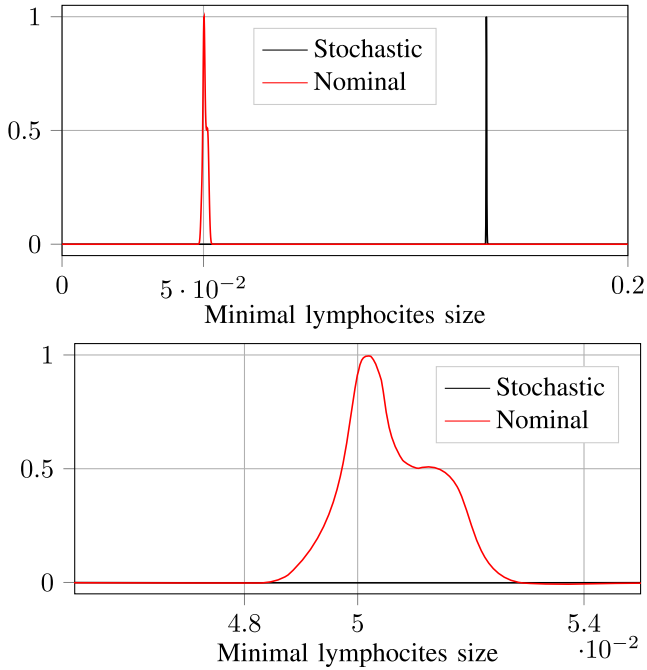 1
Stochastic
Nominal
0.5
0
0
5 · 10⁻²
0.2
Minimal lymphocites size
1
Stochastic
Nominal
0.5
0
4.8
5
5.4
·10⁻²
Minimal lymphocites size